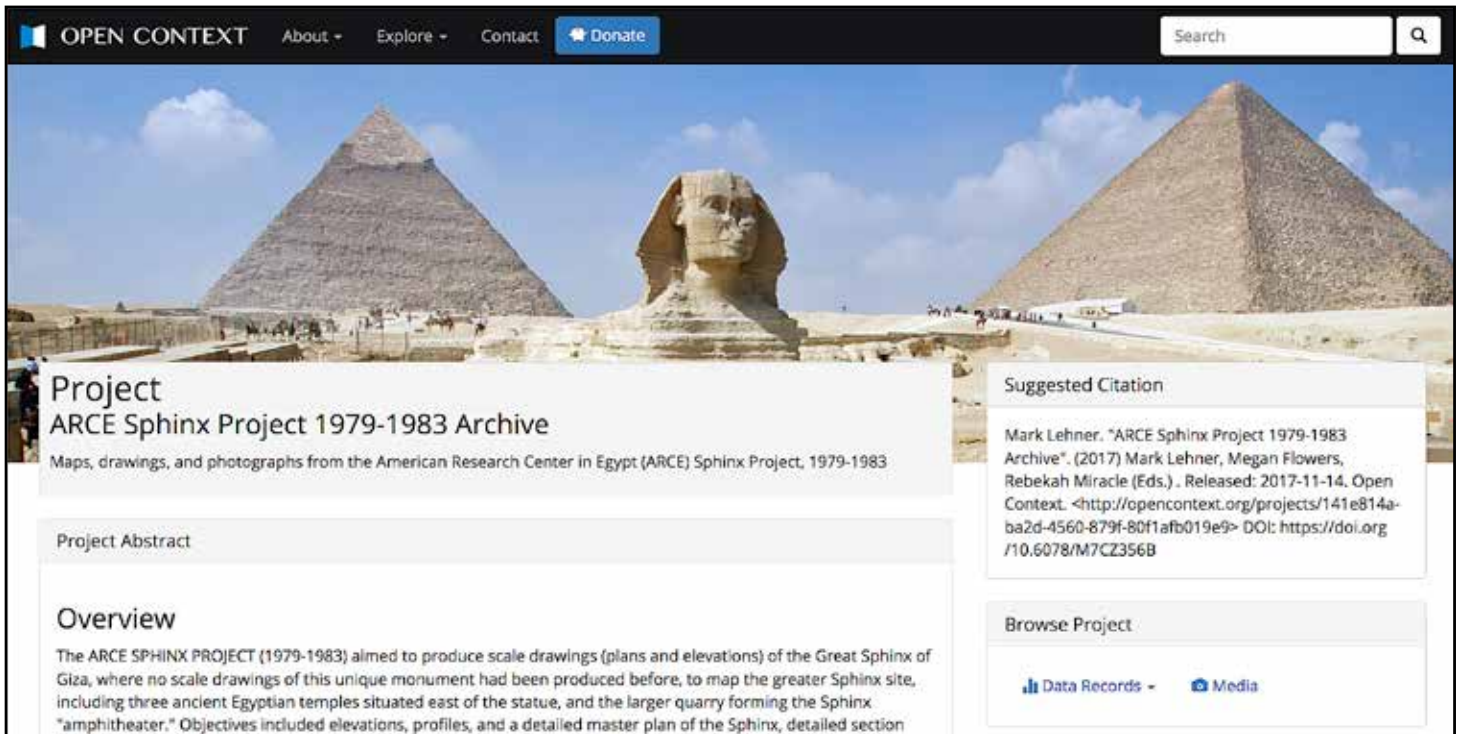 OPEN CONTEXT About Explore Contact Donate Search
Project
ARCE Sphinx Project 1979-1983 Archive
Maps, drawings, and photographs from the American Research Center in Egypt (ARCE) Sphinx Project, 1979-1983
Project Abstract
Overview
The ARCE SPHINX PROJECT (1979-1983) aimed to produce scale drawings (plans and elevations) of the Great Sphinx of
Giza, where no scale drawings of this unique monument had been produced before, to map the greater Sphinx site,
including three ancient Egyptian temples situated east of the statue, and the larger quarry forming the Sphinx
"amphitheater." Objectives included elevations, profiles, and a detailed master plan of the Sphinx, detailed section
Suggested Citation
Mark Lehner. "ARCE Sphinx Project 1979-1983
Archive". (2017) Mark Lehner, Megan Flowers,
Rebekah Miracle (Eds.) . Released: 2017-11-14. Open
Context. <http://opencontext.org/projects/141e814a-
ba2d-4560-879f-80f1afb019e9> DOI: https://doi.org
/10.6078/M7CZ356B
Browse Project
Data Records Media